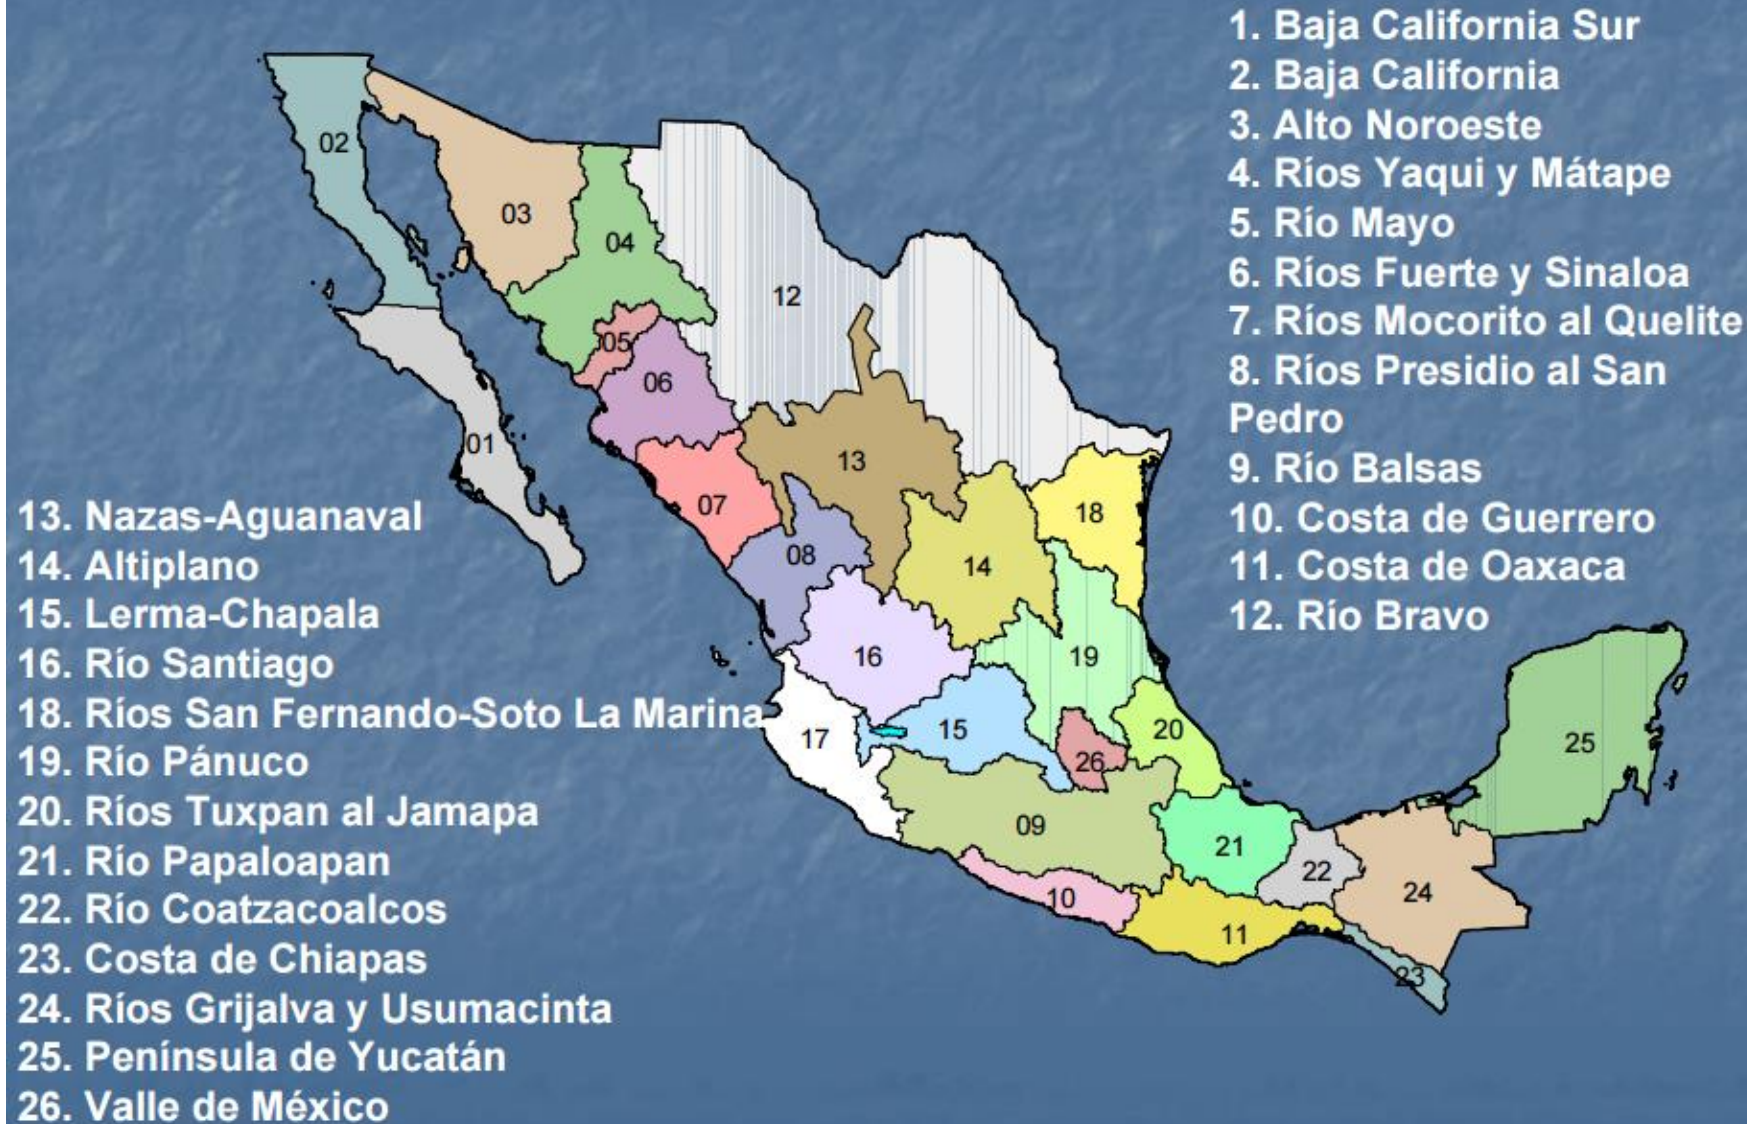 1. Baja California Sur
2. Baja California
3. Alto Noroeste
4. Ríos Yaqui y Mátape
5. Río Mayo
6. Ríos Fuerte y Sinaloa
7. Ríos Mocorito al Quelite
8. Ríos Presidio al San
Pedro
9. Río Balsas
10. Costa de Guerrero
11. Costa de Oaxaca
12. Río Bravo
13. Nazas-Aguanaval
14. Altiplano
15. Lerma-Chapala
16. Río Santiago
18. Ríos San Fernando-Soto La Marina
19. Río Pánuco
20. Ríos Tuxpan al Jamapa
21. Río Papaloapan
22. Río Coatzacoalcos
23. Costa de Chiapas
24. Ríos Grijalva y Usumacinta
25. Península de Yucatán
26. Valle de México
02
03
04
12
05
06
01
13
07
18
08
14
16
19
17
15
20
26
25
09
21
22
10
24
11
23